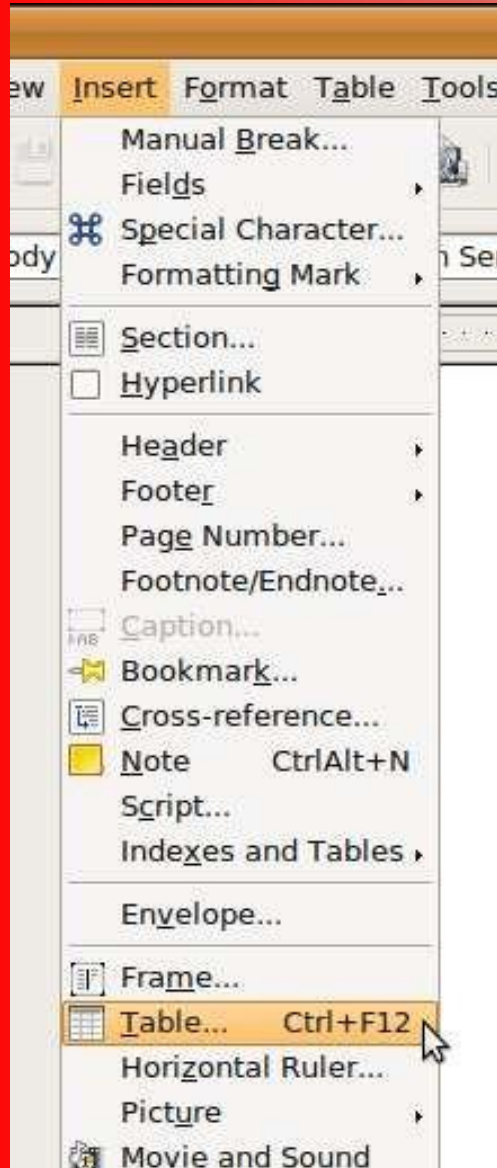 ew Insert Format Table Tools
Manual Break...
Fields
Special Character...
ody
n Se
Formatting Mark
Section...
Hyperlink
Header
Footer
Page Number...
Footnote/Endnote...
Caption...
Bookmark...
Cross-reference...
Note CtrlAlt+N
Script...
Indexes and Tables
Envelope...
Frame...
Table... Ctrl+F12
Horizontal Ruler...
Picture
Movie and Sound